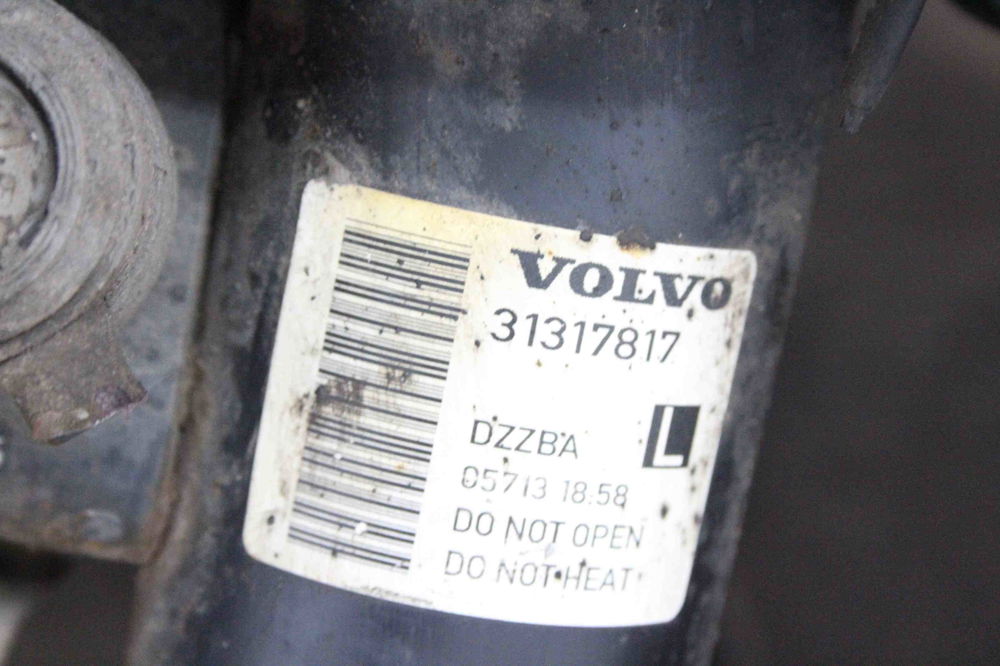 VOLVO
31317817
DZZBA
L
05713 18:58
DO NOT OPEN
DO NOT HEAT